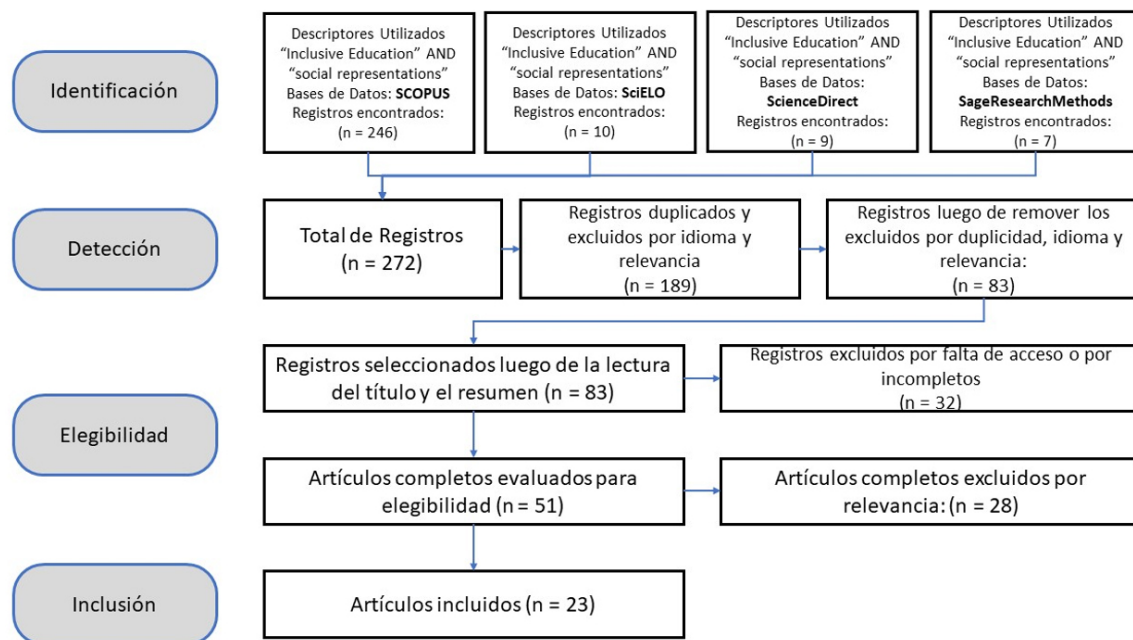 Identificación
Descriptores Utilizados
“Inclusive Education” AND
“social representations”
Bases de Datos: SCOPUS
Registros encontrados:
(n = 246)
Descriptores Utilizados
“Inclusive Education” AND
“social representations”
Bases de Datos: SciELO
Registros encontrados:
(n = 10)
Descriptores Utilizados
“Inclusive Education” AND
“social representations”
Bases de Datos:
ScienceDirect
Registros encontrados:
(n = 9)
Descriptores Utilizados
“Inclusive Education” AND
“social representations”
Bases de Datos:
SageResearchMethods
Registros encontrados:
(n = 7)
Detección
Total de Registros
(n = 272)
Registros duplicados y
excluidos por idioma y
relevancia
(n = 189)
Registros luego de remover los
excluidos por duplicidad, idioma y
relevancia:
(n = 83)
Elegibilidad
Registros seleccionados luego de la lectura
del título y el resumen (n = 83)
Registros excluidos por falta de acceso o por
incompletos
(n = 32)
Artículos completos evaluados para
elegibilidad (n = 51)
Artículos completos excluidos por
relevancia: (n = 28)
Inclusión
Artículos incluidos (n = 23)